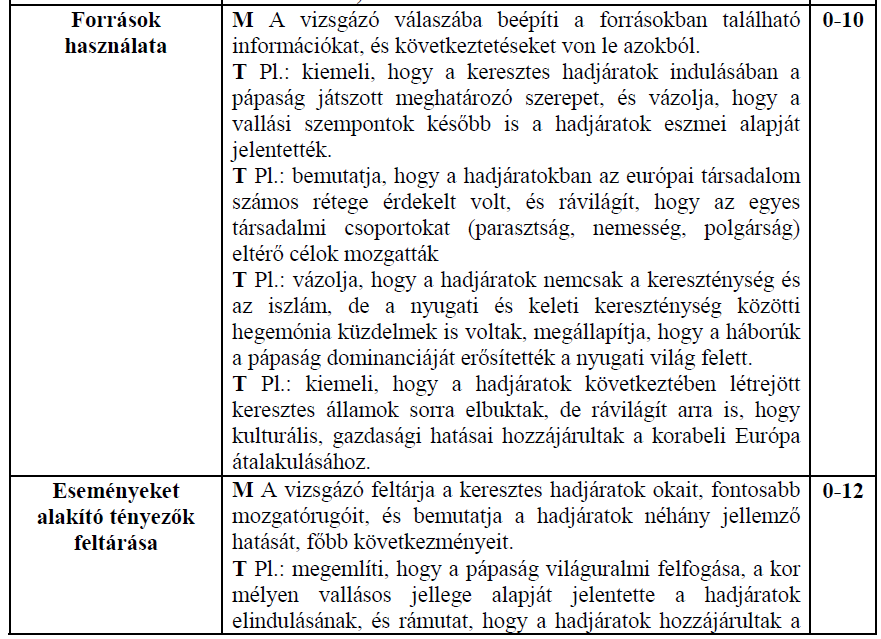 Források
használata
M A vizsgázó válaszába beépíti a forrásokban található
információkat, és következtetéseket von le azokból.
T Pl.: kiemeli, hogy a keresztes hadjáratok indulásában a
pápaság játszott meghatározó szerepet, és vázolja, hogy a
vallási szempontok később is a hadjáratok eszmei alapját
jelentették.
T Pl.: bemutatja, hogy a hadjáratokban az európai társadalom
számos rétege érdekelt volt, és rávilágít, hogy az egyes
társadalmi csoportokat (parasztság, nemesség, polgárság)
eltérő célok mozgatták
T Pl.: vázolja, hogy a hadjáratok nemcsak a kereszténység és
az iszlám, de a nyugati és keleti kereszténység közötti
hegemónia küzdelmek is voltak, megállapítja, hogy a háborúk
a pápaság dominanciáját erősítették a nyugati világ felett.
T Pl.: kiemeli, hogy a hadjáratok következtében létrejött
keresztes államok sorra elbuktak, de rávilágít arra is, hogy
kulturális, gazdasági hatásai hozzájárultak a korabeli Európa
átalakulásához.
0-10
Eseményeket
alakító tényezők
feltárása
M A vizsgázó feltárja a keresztes hadjáratok okait, fontosabb
mozgatórugóit, és bemutatja a hadjáratok néhány jellemző
hatását, főbb következményeit.
T Pl.: megemlíti, hogy a pápaság világuralmi felfogása, a kor
mélyen vallásos jellege alapját jelentette a hadjáratok
elindulásának, és rámutat, hogy a hadjáratok hozzájárultak a
0-12